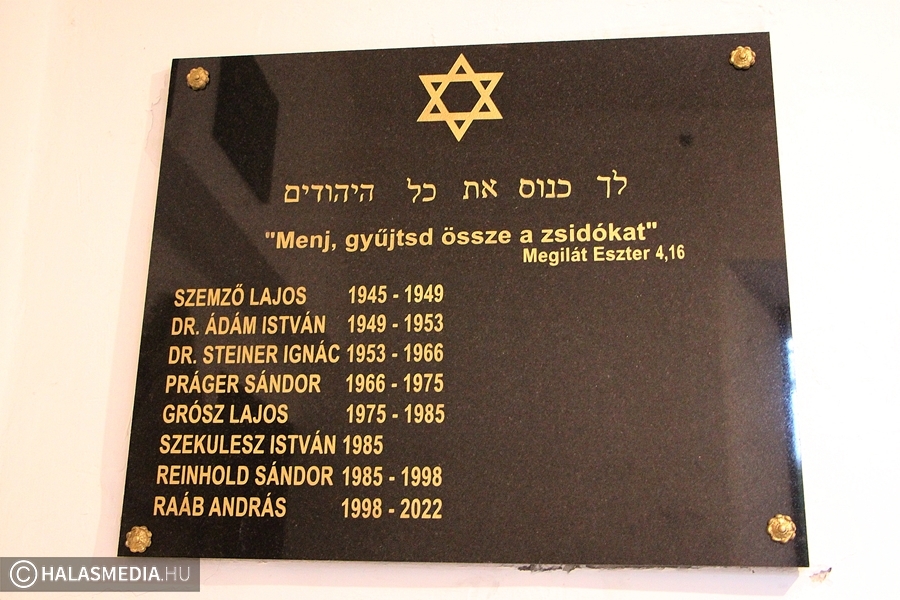 לך כנוס את כל היהודים
"Menj, gyűjtsd össze a zsidókat"
Megilát Eszter 4,16
SZEMZŐ LAJOS 1945 - 1949
DR. ÁDÁM ISTVÁN 1949 - 1953
DR. STEINER IGNÁC 1953 - 1966
PRÁGER SÁNDOR 1966 - 1975
GRÓSZ LAJOS 1975 - 1985
SZEKULESZ ISTVÁN 1985
REINHOLD SÁNDOR 1985 - 1998
RAÁB ANDRÁS 1998 - 2022
© HALASMEDIA.HU